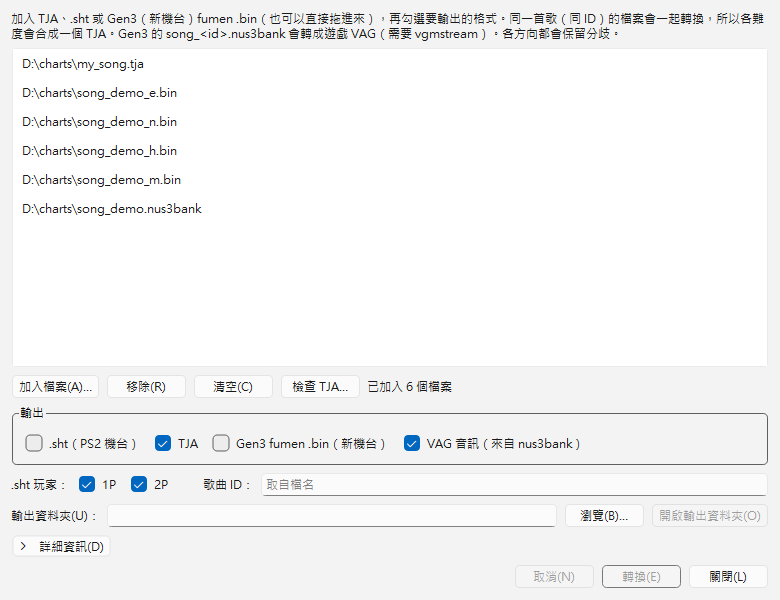 加入 TJA、.sht 或 Gen3（新機台）fumen .bin（也可以直接拖進來），再勾選要輸出的格式。同一首歌（同 ID）的檔案會一起轉換，所以各難
度會合成一個 TJA。Gen3 的 song_<id>.nus3bank 會轉成遊戲 VAG（需要 vgmstream）。各方向都會保留分歧。
D:\charts\my_song.tja
D:\charts\song_demo_e.bin
D:\charts\song_demo_n.bin
D:\charts\song_demo_h.bin
D:\charts\song_demo_m.bin
D:\charts\song_demo.nus3bank
加入檔案(A)... 移除(R) 清空(C) 檢查 TJA... 已加入 6 個檔案
輸出
.sht（PS2 機台） TJA Gen3 fumen .bin（新機台） VAG 音訊（來自 nus3bank）
.sht 玩家： 1P 2P 歌曲 ID： 取自檔名
輸出資料夾(U)： 瀏覽(B)... 開啟輸出資料夾(O)
詳細資訊(D)
取消(N) 轉換(E) 關閉(L)